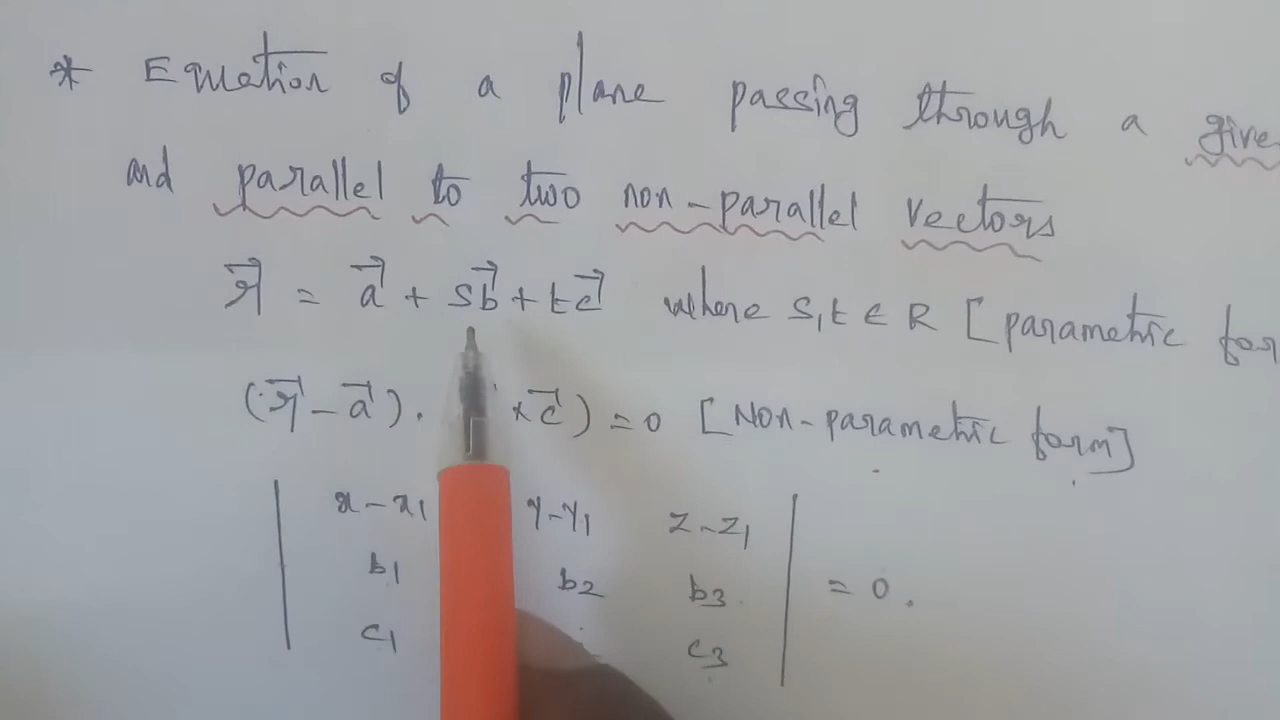 * Equation of a plane passing through a give
and parallel to two non-parallel vectors
r⃗ = a⃗ + sb⃗ + tc⃗ where s,t ∈ R [parametric for
(r⃗ - a⃗). ×c⃗) = 0 [Non-parametric form]
| x-x₁ y-y₁ z-z₁ |
| b₁ b₂ b₃ | = 0.
| c₁ c₃ |